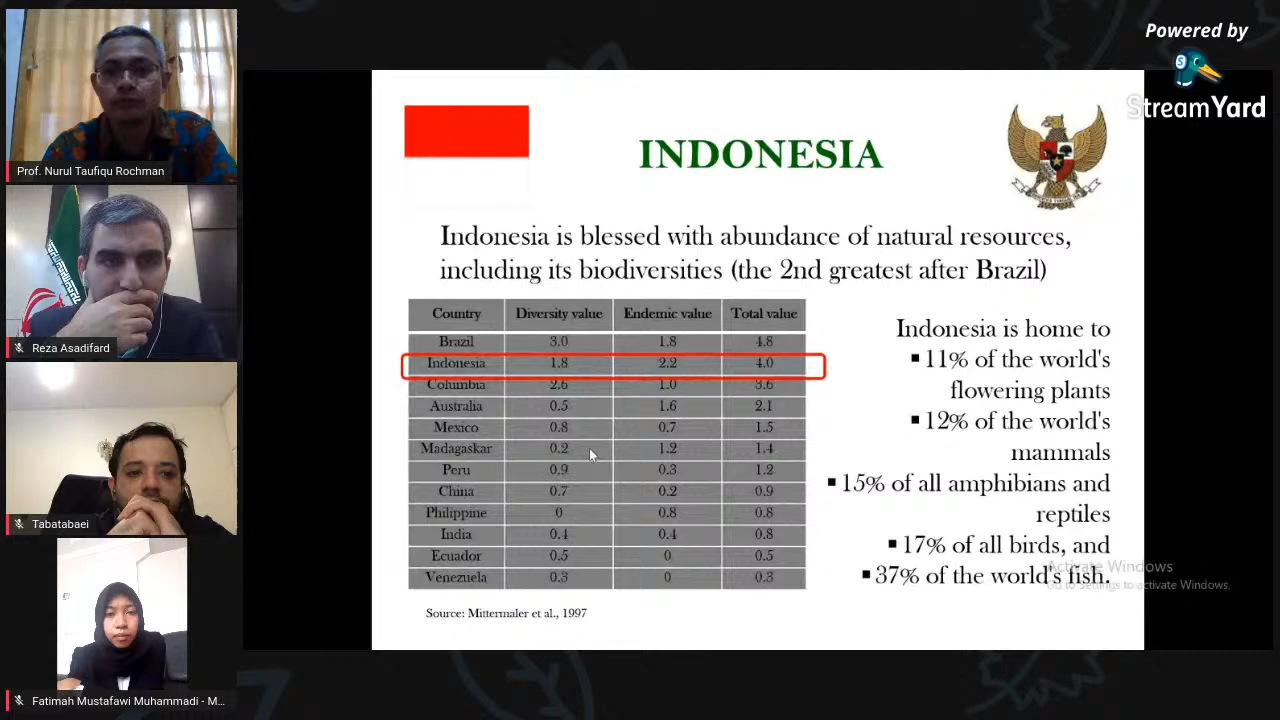 Powered by
StreamYard
Prof. Nurul Taufiqu Rochman
Reza Asadifard
Tabatabaei
Fatimah Mustafawi Muhammadi - M...
INDONESIA
Indonesia is blessed with abundance of natural resources,
including its biodiversities (the 2nd greatest after Brazil)
Country Diversity value Endemic value Total value
Brazil 3.0 1.8 4.8
Indonesia 1.8 2.2 4.0
Columbia 2.6 1.0 3.6
Australia 0.5 1.6 2.1
Mexico 0.8 0.7 1.5
Madagaskar 0.2 1.2 1.4
Peru 0.9 0.3 1.2
China 0.7 0.2 0.9
Philippine 0 0.8 0.8
India 0.4 0.4 0.8
Ecuador 0.5 0 0.5
Venezuela 0.3 0 0.3
Source: Mittermaler et al., 1997
Indonesia is home to
▪ 11% of the world's
flowering plants
▪ 12% of the world's
mammals
▪ 15% of all amphibians and
reptiles
▪ 17% of all birds, and
▪ 37% of the world's fish.
Activate Windows
Go to Settings to activate Windows.